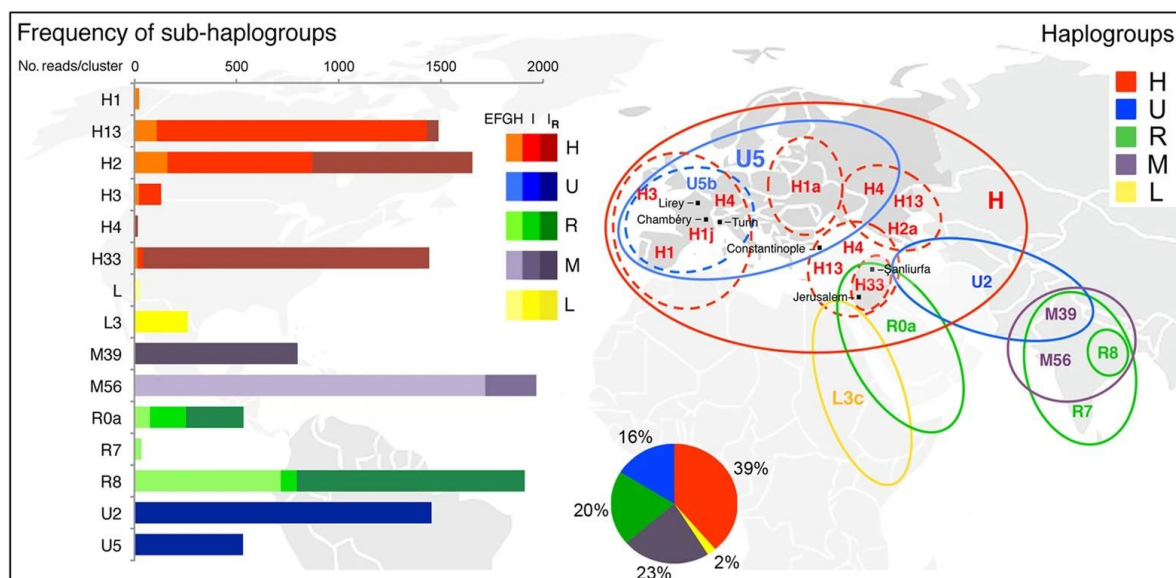 Frequency of sub-haplogroups
No. reads/cluster
0 500 1000 1500 2000
H1
H13
H2
H3
H4
H33
L
L3
M39
M56
R0a
R7
R8
U2
U5
EFGH I IR
H
U
R
M
L
Haplogroups
H
U
R
M
L
U5
H3
U5b
H4
Lirey
Chambéry
Turin
H1j
H1
H1a
H4
H13
H2a
H
Constantinople
H4
H13
Şanliurfa
H33
Jerusalem
U2
R0a
L3c
M39
M56
R8
R7
16%
39%
20%
23%
2%